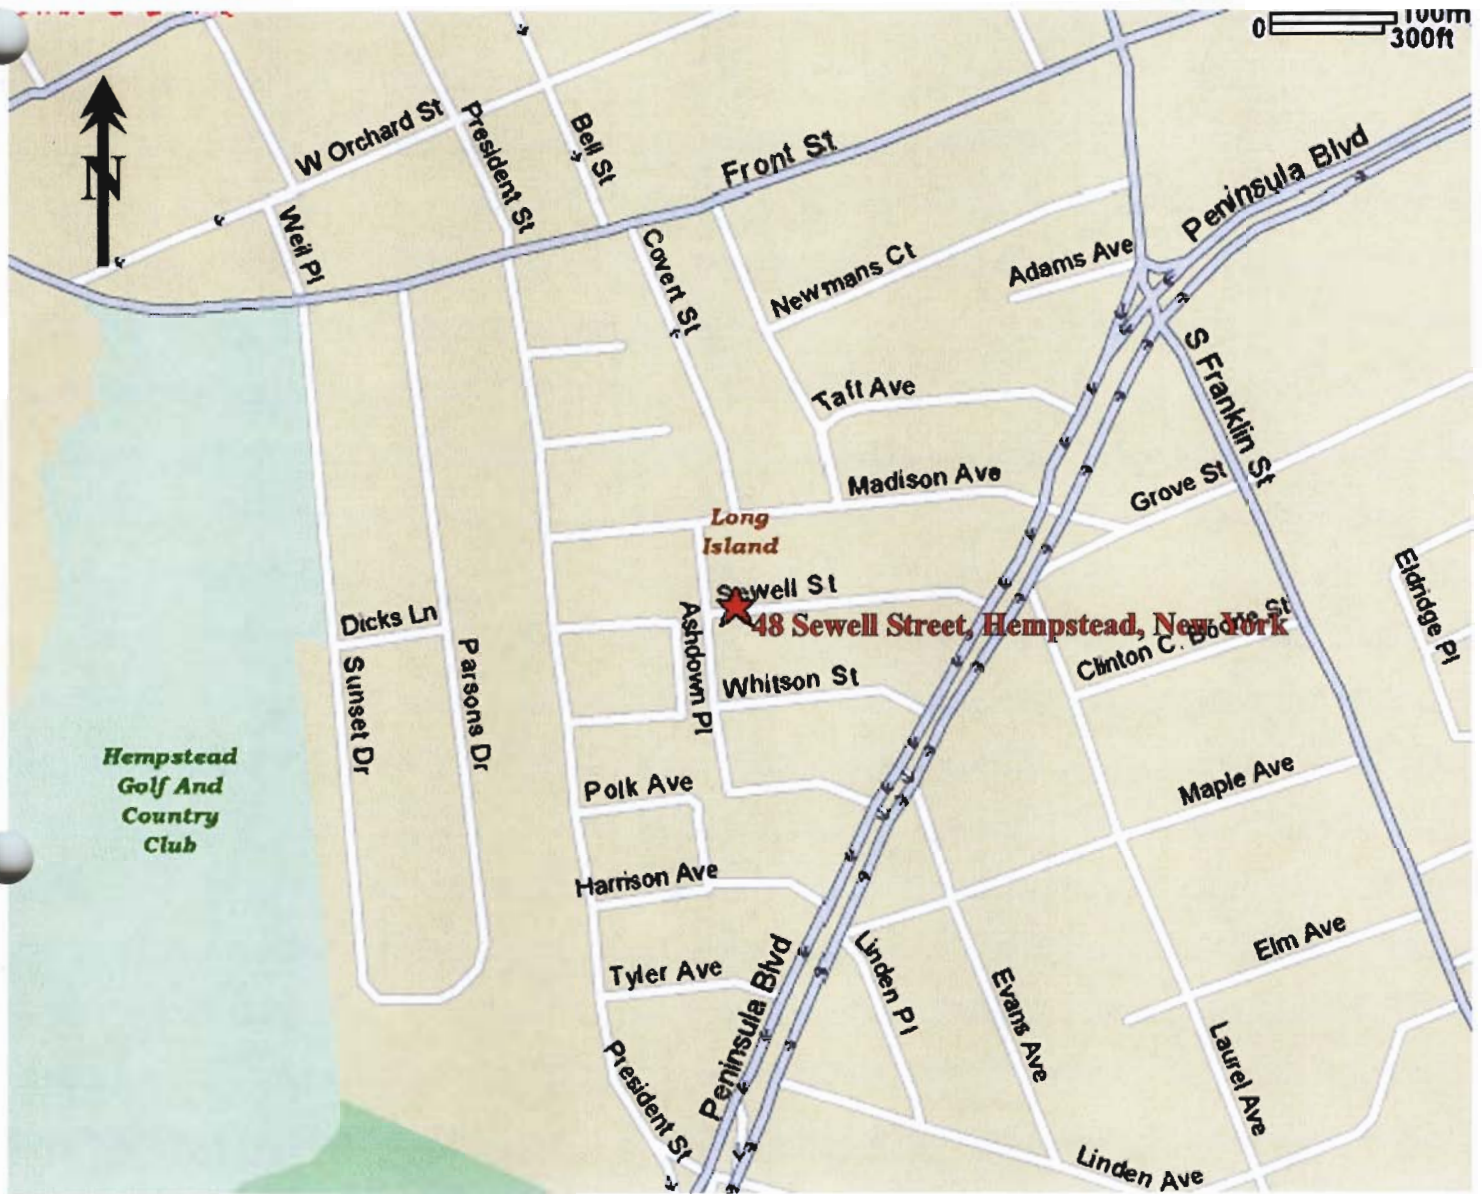 0
100m
300ft
N
W Orchard St
President St
Bell St
Front St
Peninsula Blvd
Weil Pl
Covert St
Newmans Ct
Adams Ave
S Franklin St
Taft Ave
Madison Ave
Grove St
Long
Island
Sewell St
48 Sewell Street, Hempstead, New York
Clinton C. Boone St
Eldridge Pl
Dicks Ln
Ashdown Pl
Sunset Dr
Parsons Dr
Whitson St
Hempstead
Golf And
Country
Club
Polk Ave
Maple Ave
Harrison Ave
Peninsula Blvd
Linden Pl
Elm Ave
Tyler Ave
Evans Ave
President St
Laurel Ave
Linden Ave